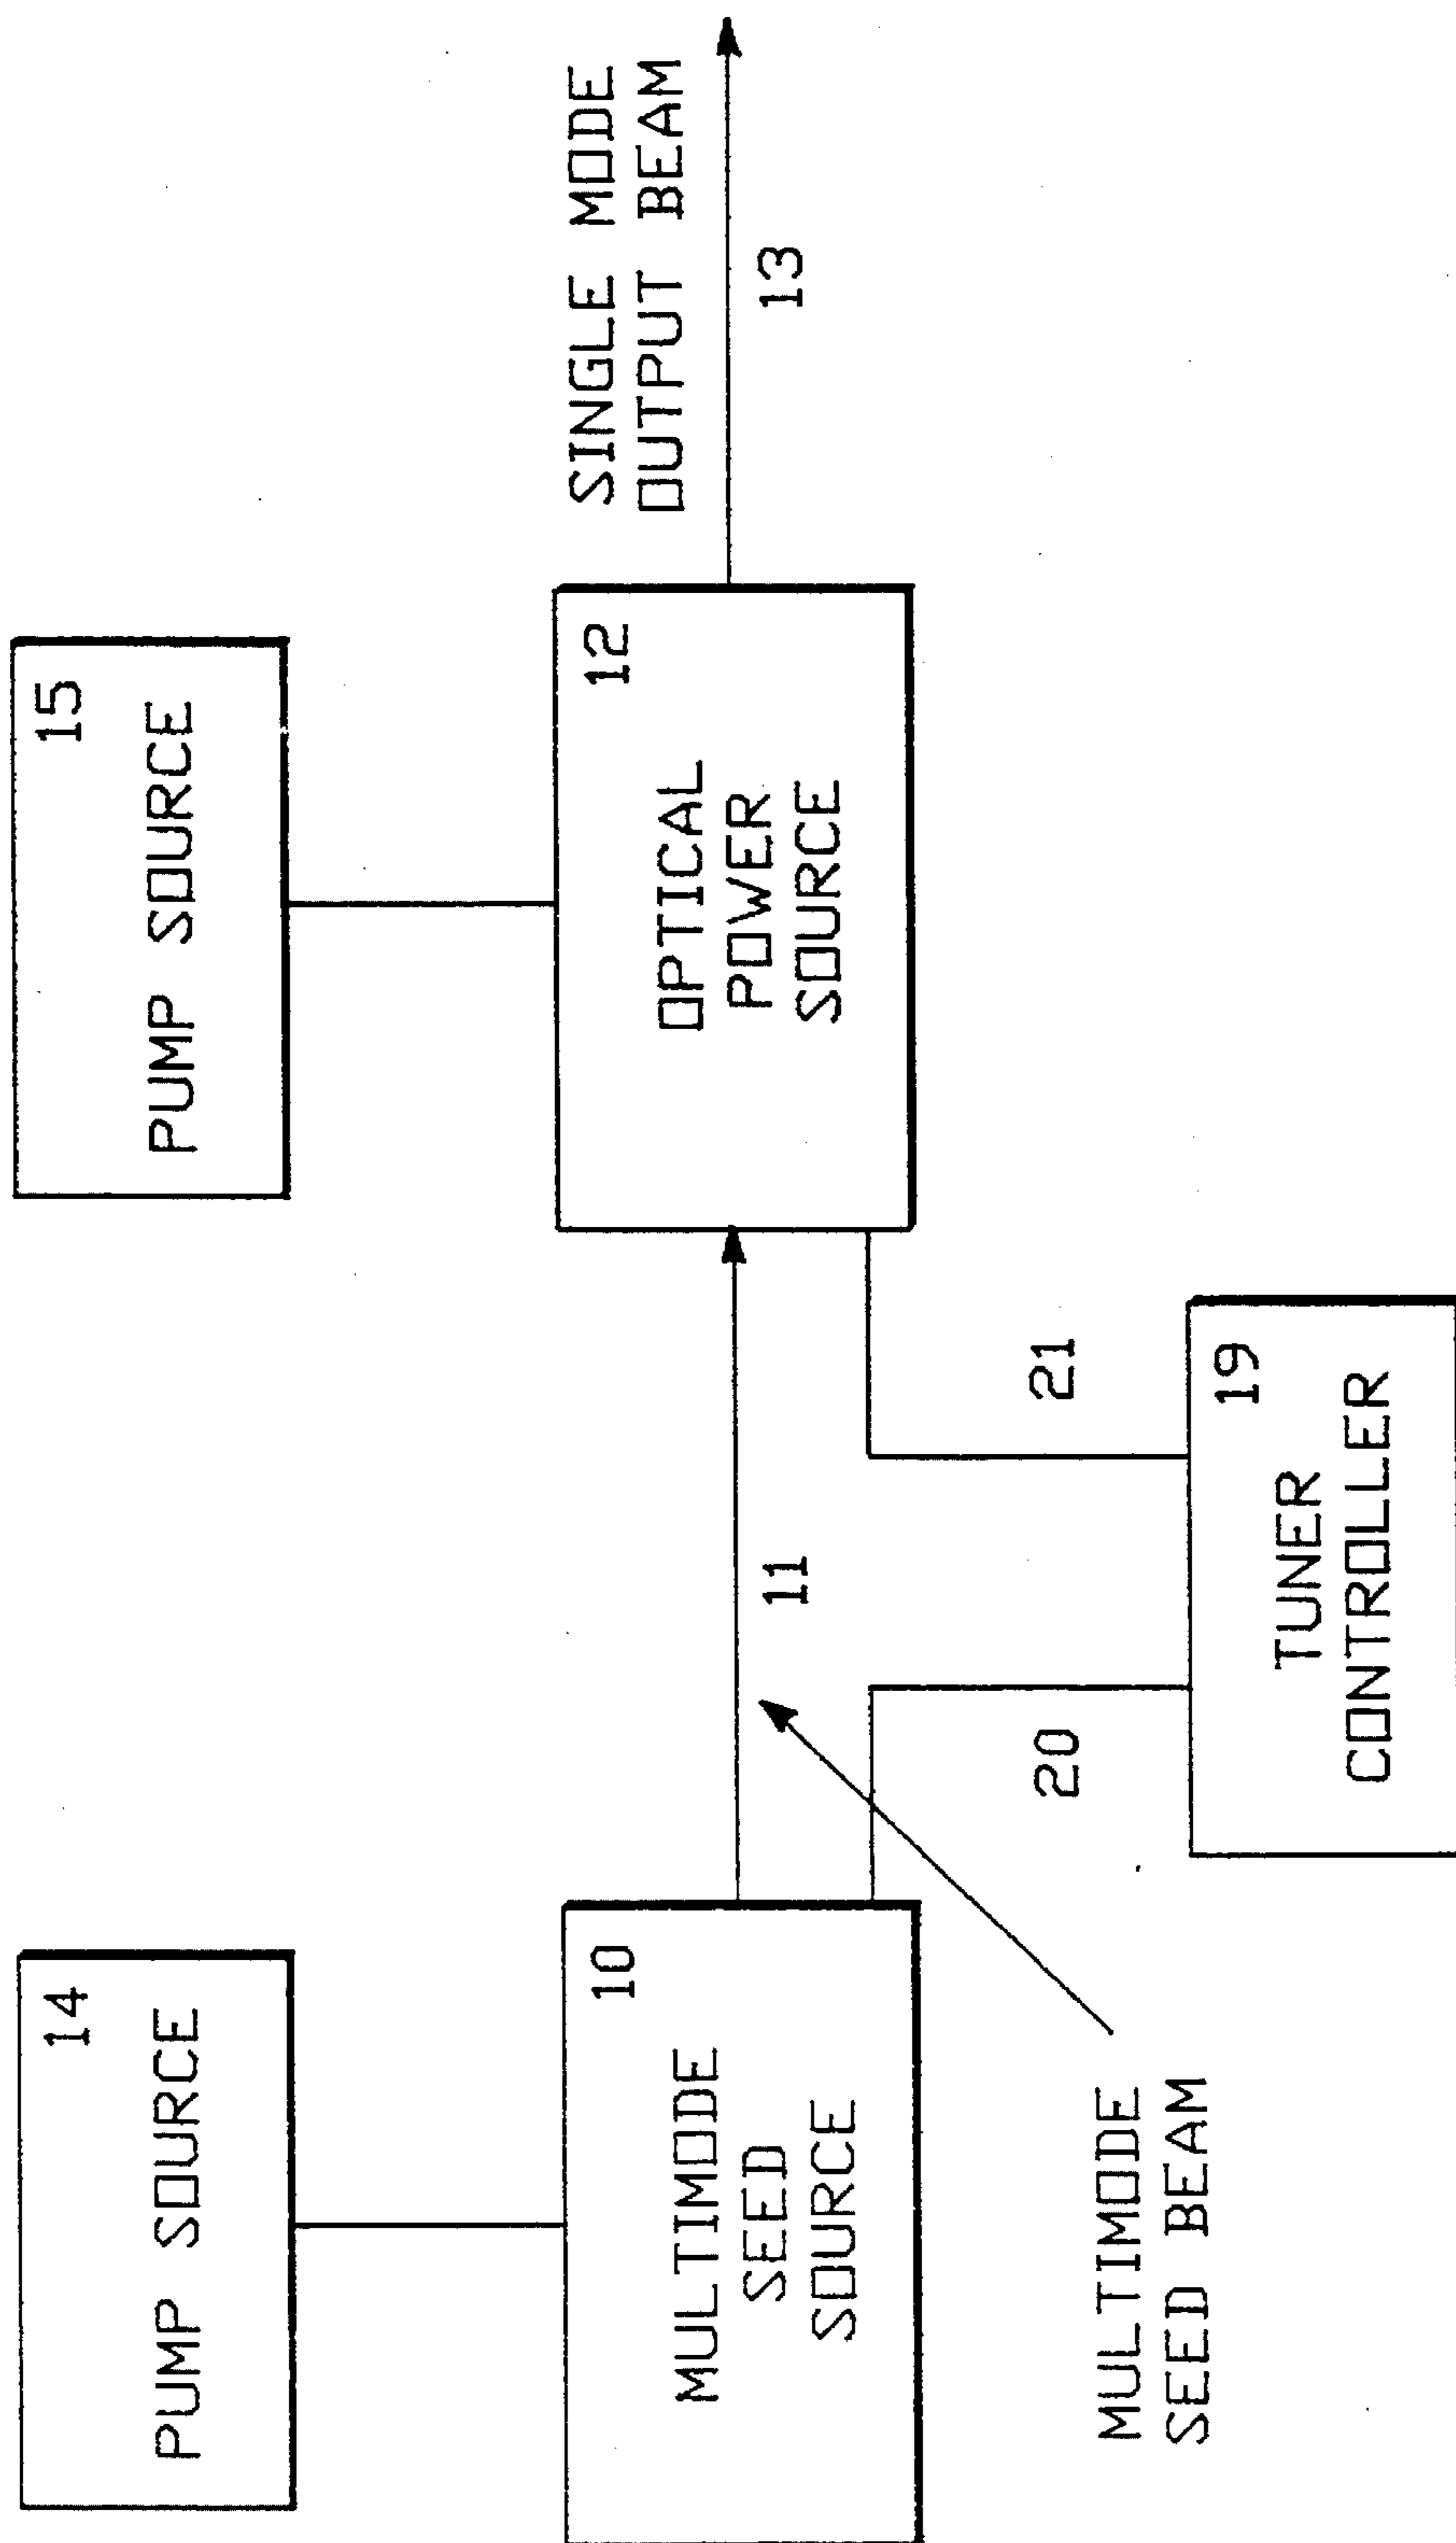 14
PUMP SOURCE
15
PUMP SOURCE
10
MULTIMODE
SEED
SOURCE
11
12
OPTICAL
POWER
SOURCE
SINGLE MODE
OUTPUT BEAM
13
MULTIMODE
SEED BEAM
20
21
19
TUNER
CONTROLLER